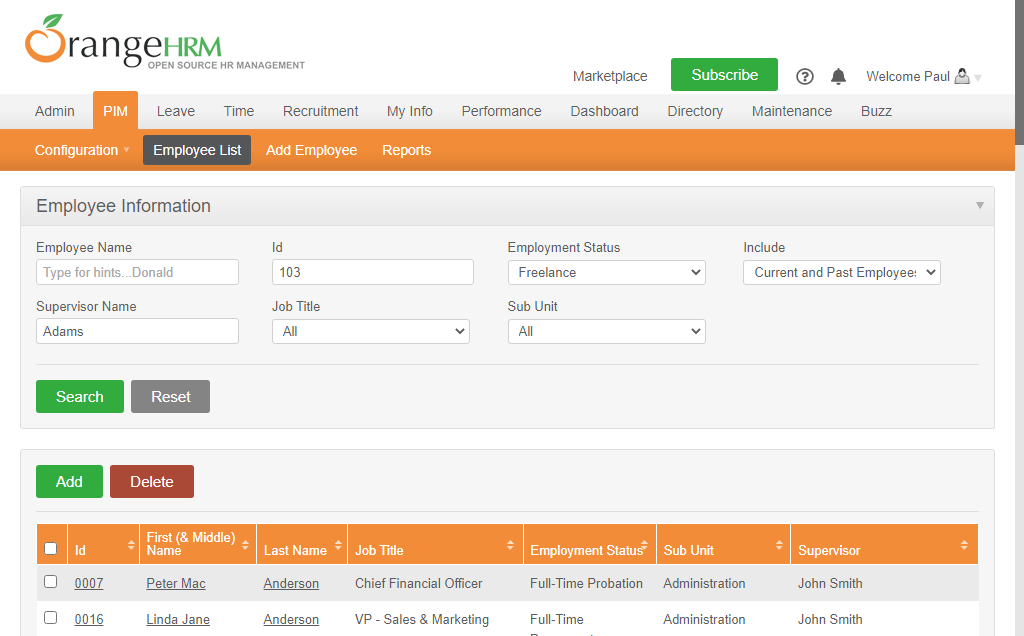 OrangeHRM
OPEN SOURCE HR MANAGEMENT
Marketplace Subscribe ? Welcome Paul
Admin PIM Leave Time Recruitment My Info Performance Dashboard Directory Maintenance Buzz
Configuration Employee List Add Employee Reports
Employee Information
Employee Name Id Employment Status Include
Type for hints...Donald 103 Freelance Current and Past Employees
Supervisor Name Job Title Sub Unit
Adams All All
Search Reset
Add Delete
Id First (& Middle) Name Last Name Job Title Employment Status Sub Unit Supervisor
0007 Peter Mac Anderson Chief Financial Officer Full-Time Probation Administration John Smith
0016 Linda Jane Anderson VP - Sales & Marketing Full-Time Administration John Smith